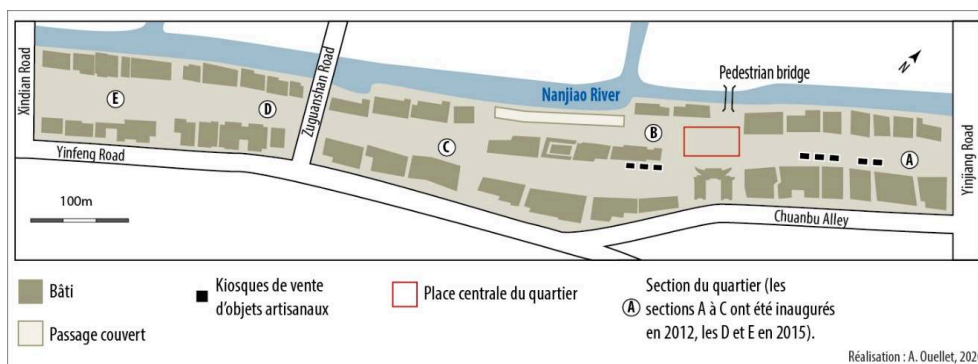 Xindian Road
Zuguanshan Road
Nanjiao River
Pedestrian bridge
N
E
D
C
B
A
Yinfeng Road
Chuanbu Alley
Yinjiang Road
100m
Bâti
Passage couvert
Kiosques de vente
d'objets artisanaux
Place centrale du quartier
A
Section du quartier (les
sections A à C ont été inaugurés
en 2012, les D et E en 2015).
Réalisation : A. Ouellet,